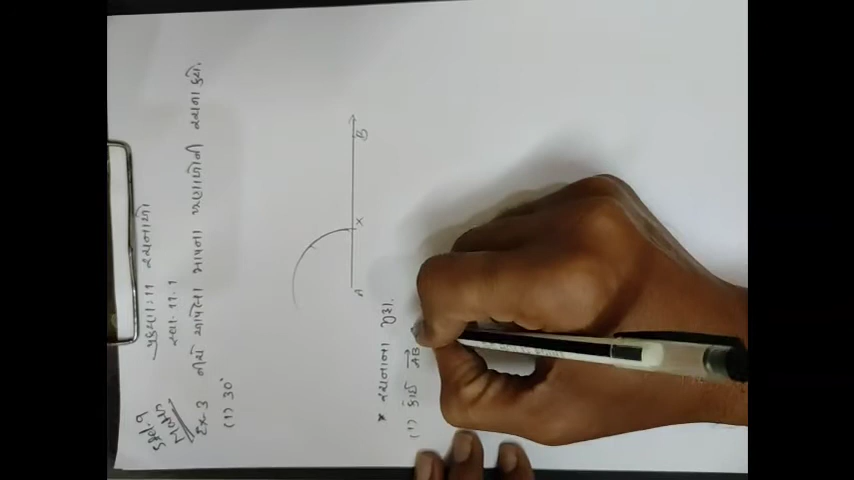 ધોરણ-9
Maths
પ્રકરણ:11 રચનાઓ
સ્વા. 11.1
Ex-3 નીચે આપેલા માપના ખૂણાઓની રચના કરો.
(1) 30°
A X B
* રચનાના મુદ્દા.
(1) કોઈ AB